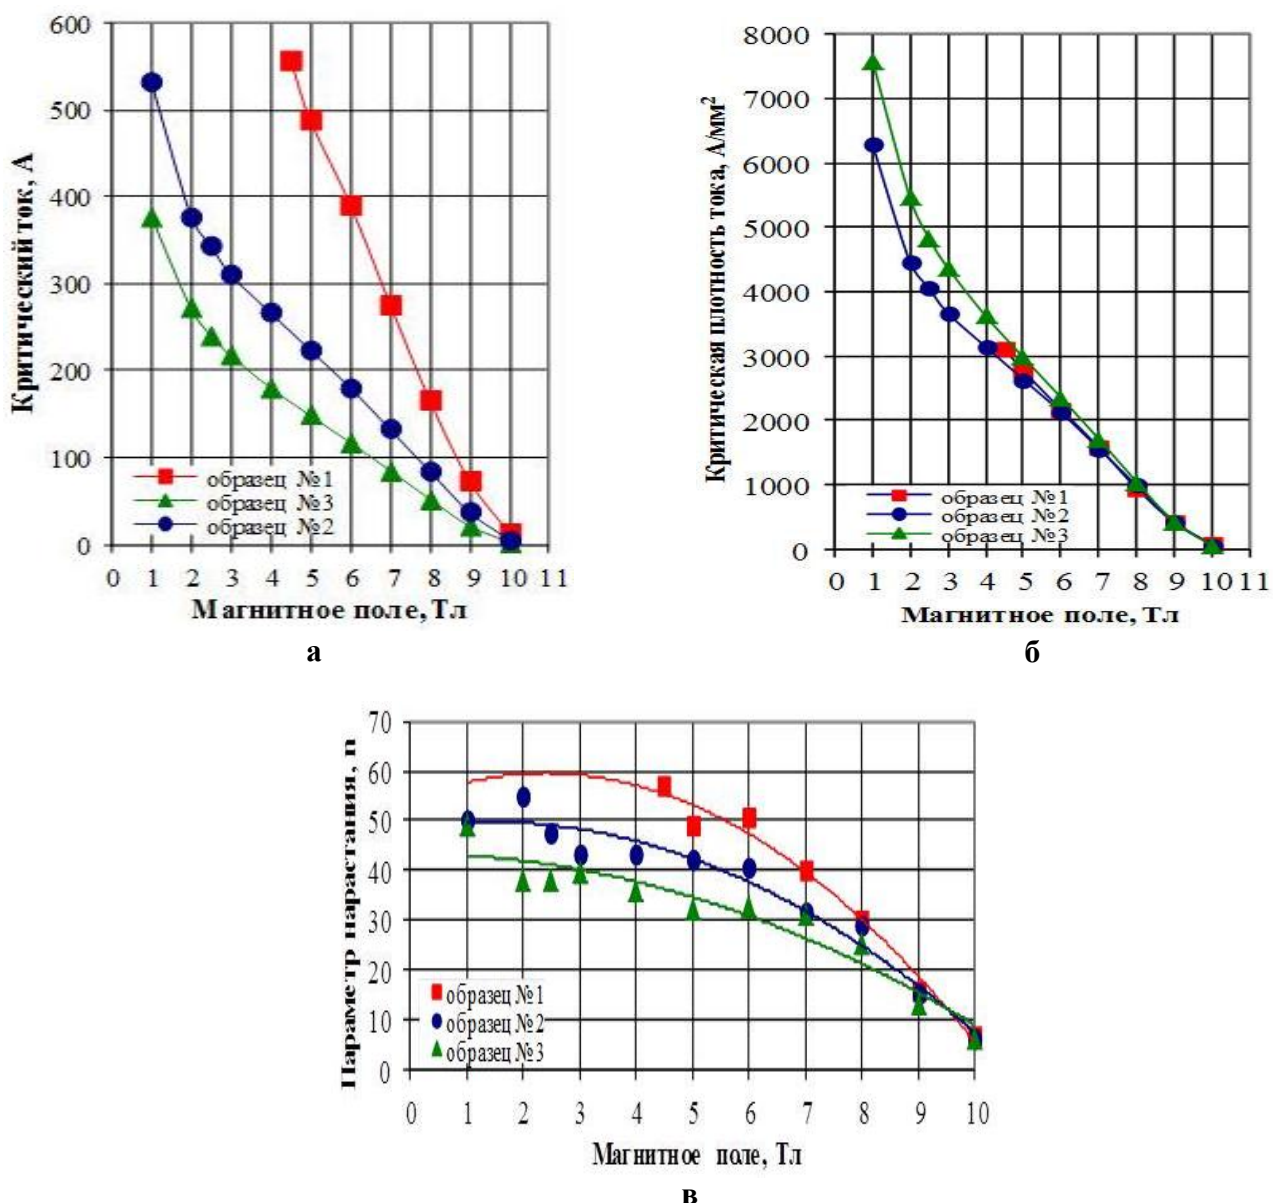 600
500
400
300
200
100
0
Критический ток, А
образец №1
образец №3
образец №2
0 1 2 3 4 5 6 7 8 9 10 11
Магнитное поле, Тл
а
8000
7000
6000
5000
4000
3000
2000
1000
0
Критическая плотность тока, А/мм²
образец №1
образец №2
образец №3
0 1 2 3 4 5 6 7 8 9 10 11
Магнитное поле, Тл
б
70
60
50
40
30
20
10
0
Параметр нарастания, n
образец №1
образец №2
образец №3
0 1 2 3 4 5 6 7 8 9 10
Магнитное поле, Тл
в